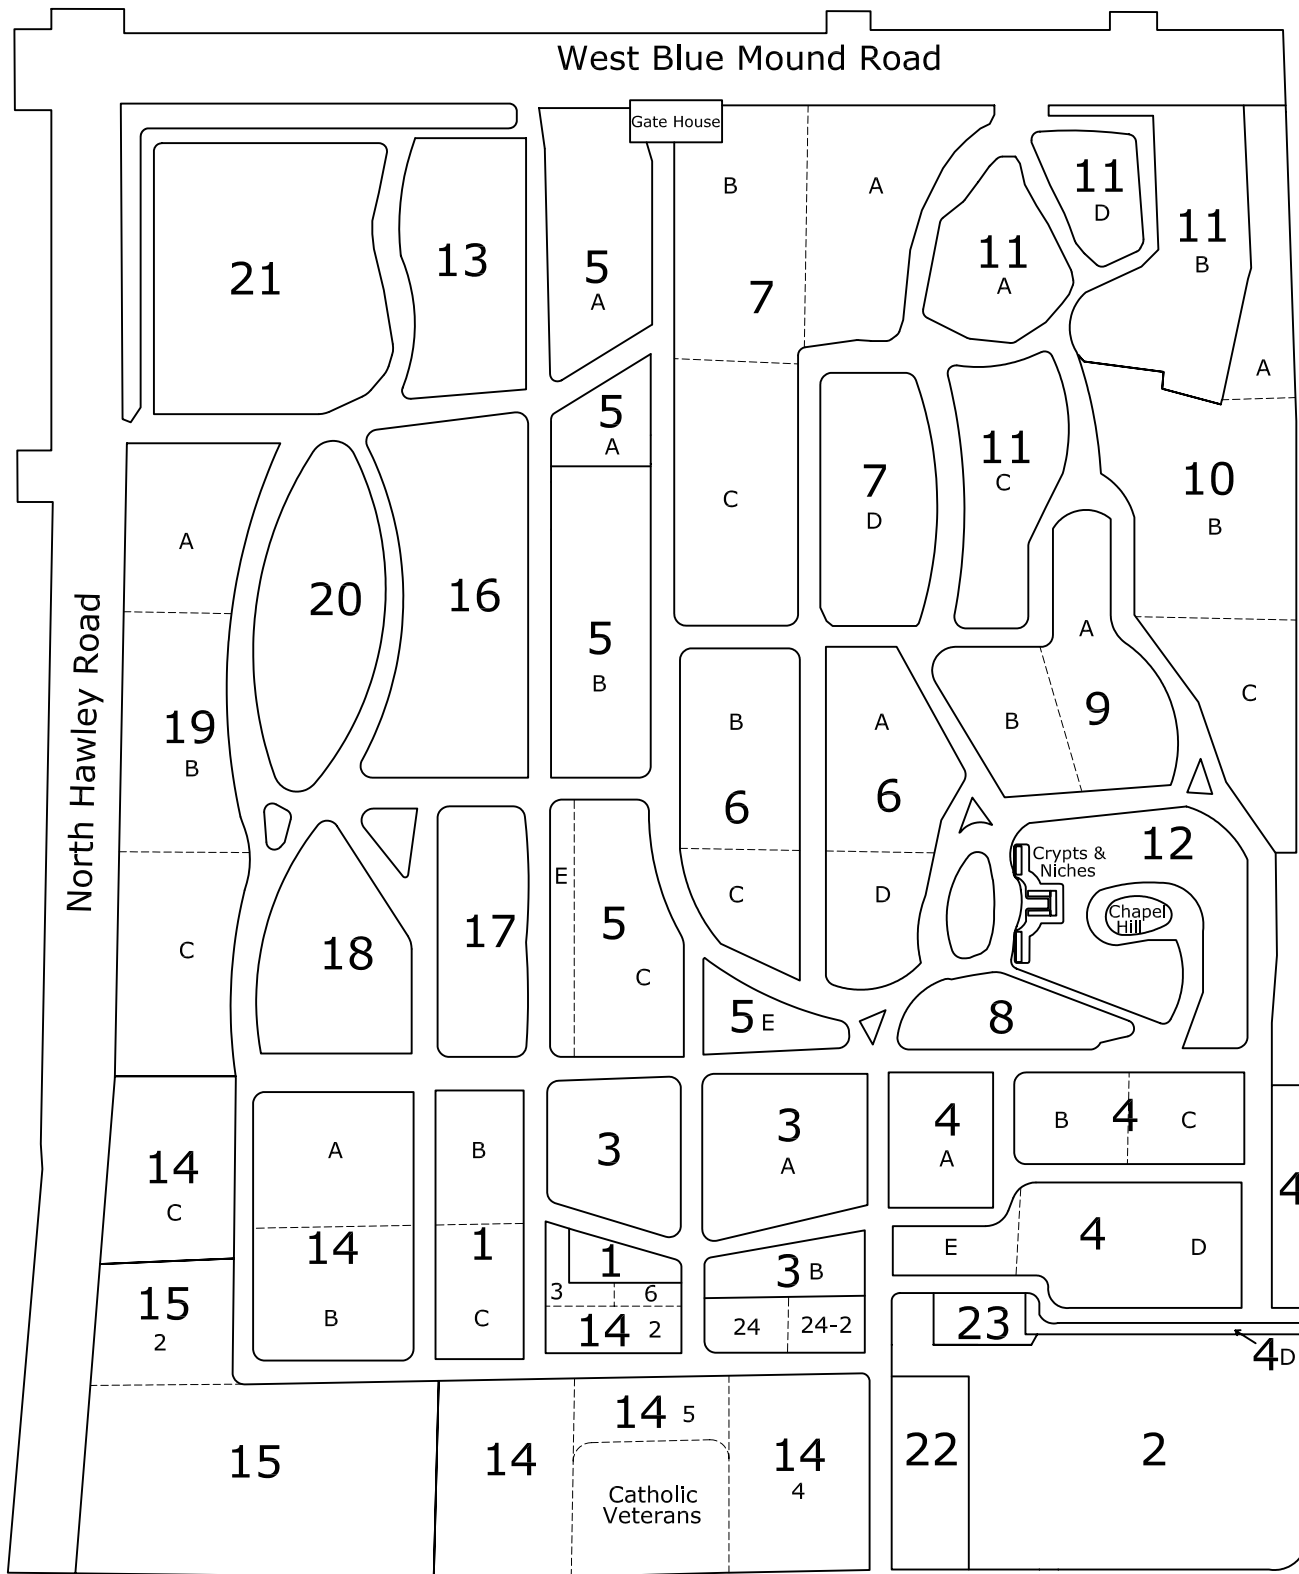 West Blue Mound Road
Gate House
B
A
11
D
11
B
21
13
5
A
11
A
7
A
5
A
7
D
11
C
10
B
C
A
20
16
5
B
A
9
B
C
North Hawley Road
19
B
B
6
A
6
12
Crypts &
Niches
Chapel
Hill
E
5
C
C
D
C
18
17
5 E
8
14
C
A
B
3
3
A
4
A
B
4
C
4
14
B
1
C
1
3
6
14 2
3 B
24
24-2
E
4
D
15
2
23
4D
15
14
14 5
Catholic
Veterans
14
4
22
2